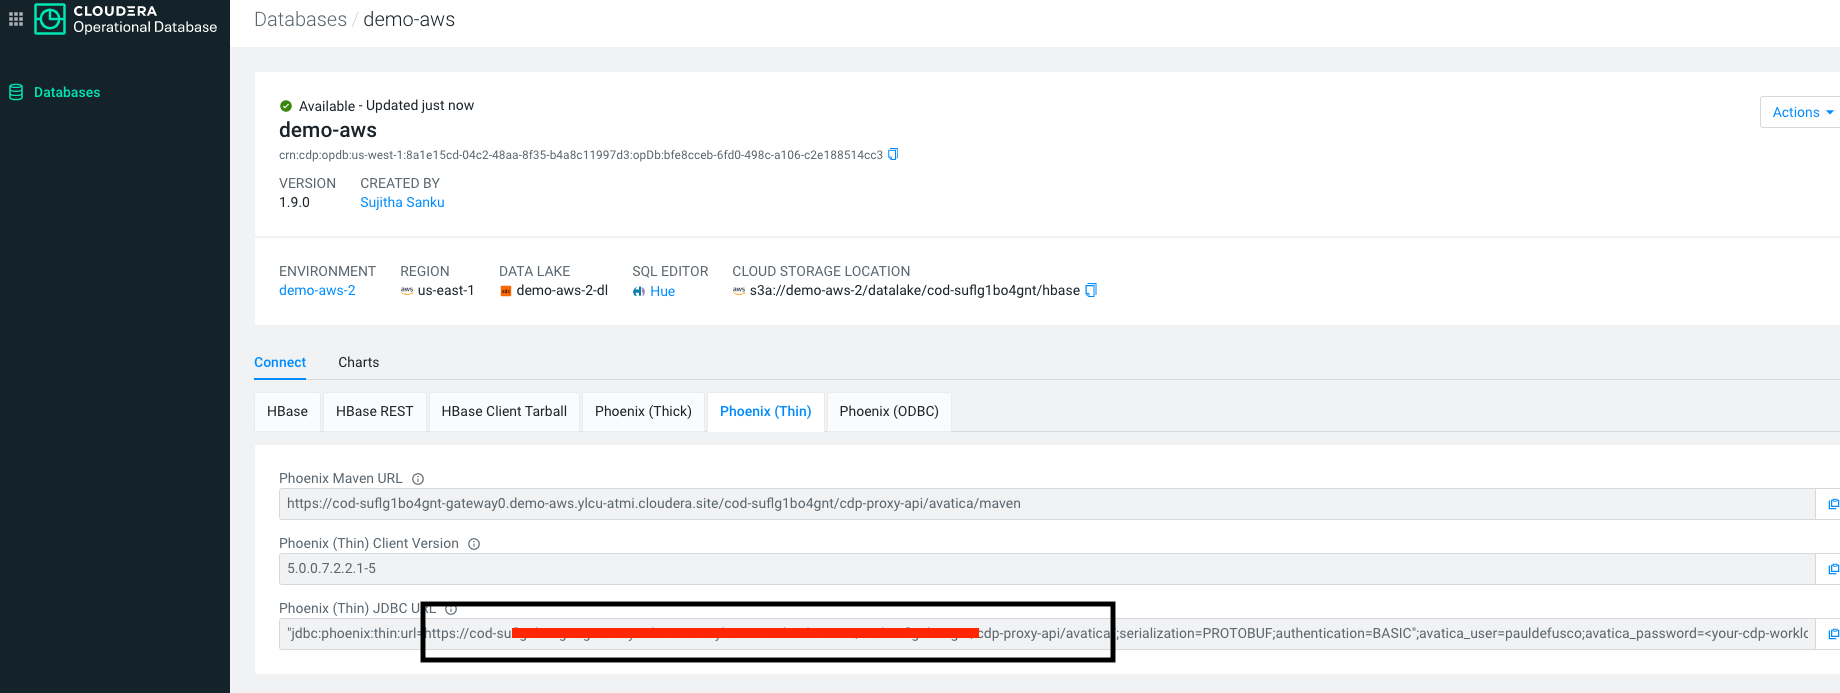 CLOUDERA
Operational Database
Databases / demo-aws
Databases
Available - Updated just now
demo-aws
crn:cdp:opdb:us-west-1:8a1e15cd-04c2-48aa-8f35-b4a8c11997d3:opDb:bfe8cceb-6fd0-498c-a106-c2e188514cc3
Actions
VERSION CREATED BY
1.9.0 Sujitha Sanku
ENVIRONMENT REGION DATA LAKE SQL EDITOR CLOUD STORAGE LOCATION
demo-aws-2 aws us-east-1 demo-aws-2-dl Hue aws s3a://demo-aws-2/datalake/cod-suflg1bo4gnt/hbase
Connect Charts
HBase HBase REST HBase Client Tarball Phoenix (Thick) Phoenix (Thin) Phoenix (ODBC)
Phoenix Maven URL
https://cod-suflg1bo4gnt-gateway0.demo-aws.ylcu-atmi.cloudera.site/cod-suflg1bo4gnt/cdp-proxy-api/avatica/maven
Phoenix (Thin) Client Version
5.0.0.7.2.2.1-5
Phoenix (Thin) JDBC URL
"jdbc:phoenix:thin:url=https://cod-su cdp-proxy-api/avatica/;serialization=PROTOBUF;authentication=BASIC";avatica_user=pauldefusco;avatica_password=<your-cdp-worklo